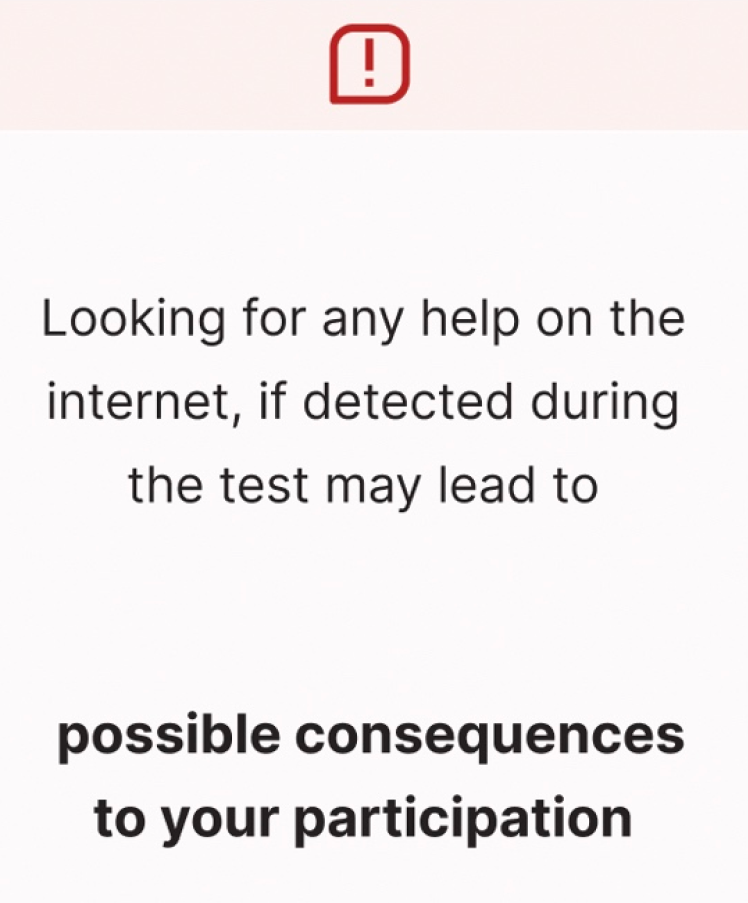 Looking for any help on the
internet, if detected during
the test may lead to
possible consequences
to your participation